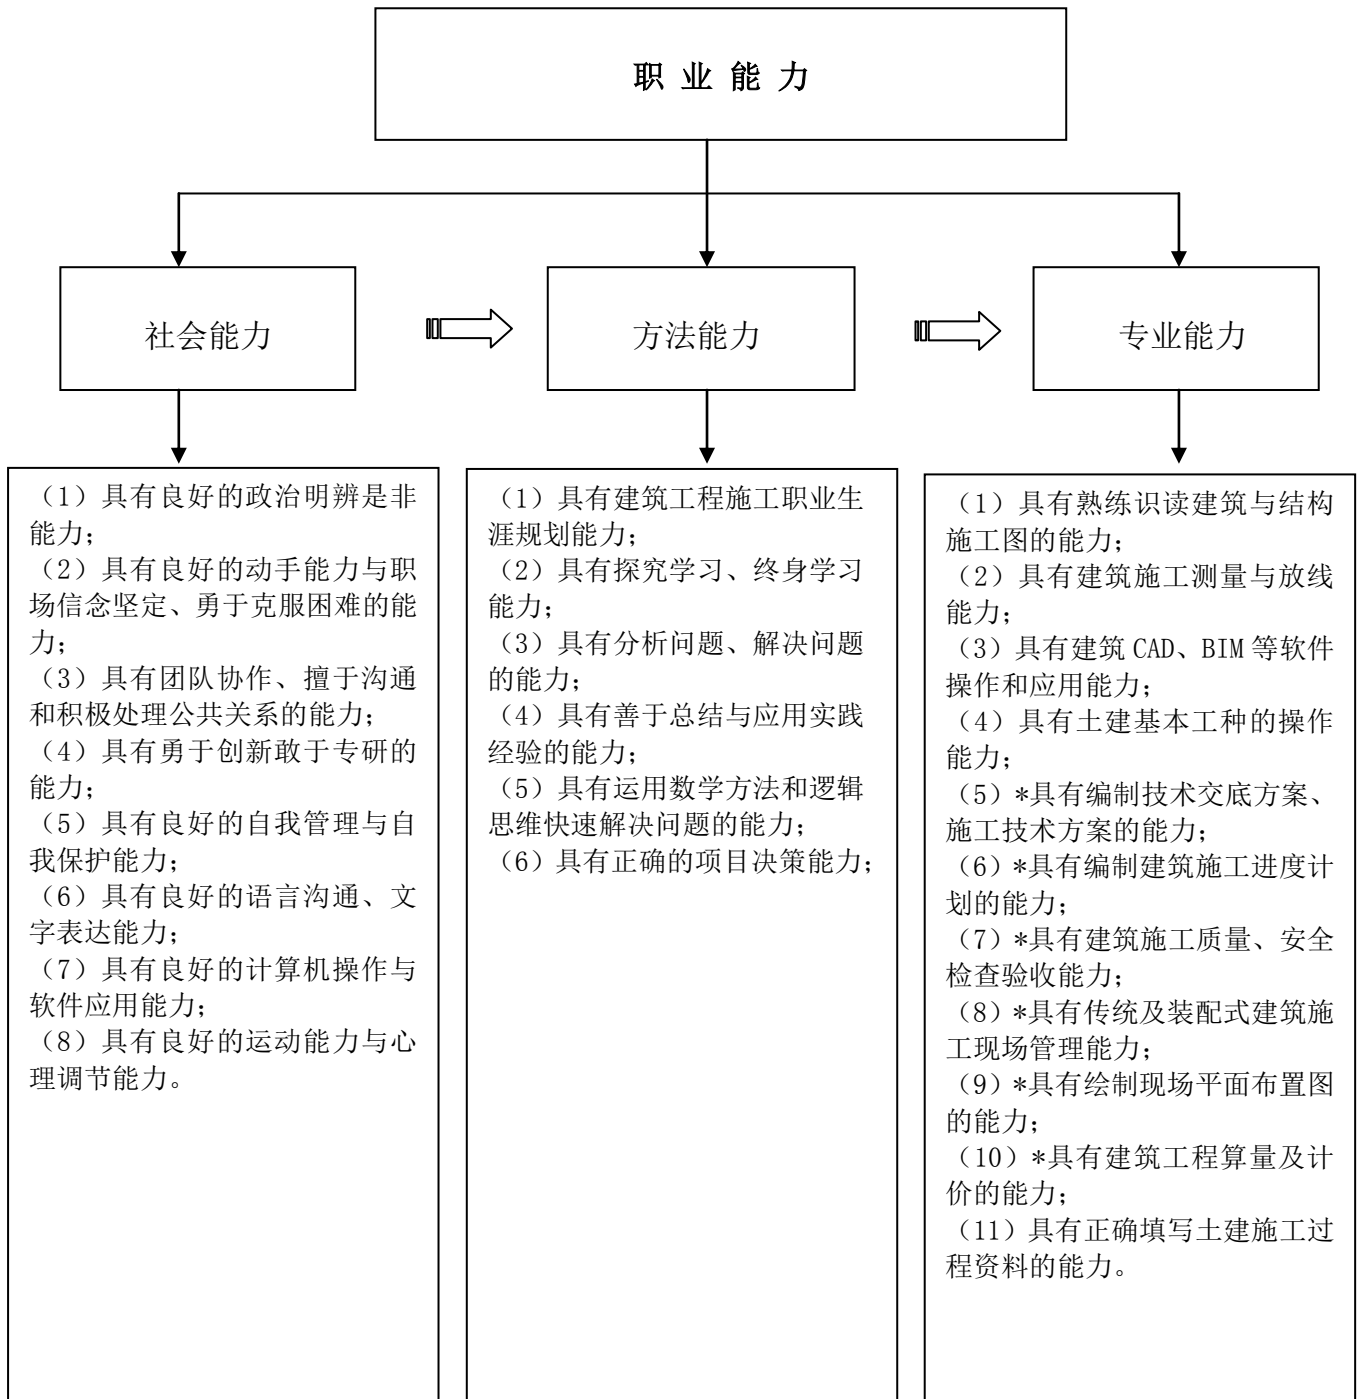 职 业 能 力
社会能力
方法能力
专业能力
（1）具有良好的政治明辨是非
能力；
（2）具有良好的动手能力与职
场信念坚定、勇于克服困难的能
力；
（3）具有团队协作、擅于沟通
和积极处理公共关系的能力；
（4）具有勇于创新敢于专研的
能力；
（5）具有良好的自我管理与自
我保护能力；
（6）具有良好的语言沟通、文
字表达能力；
（7）具有良好的计算机操作与
软件应用能力；
（8）具有良好的运动能力与心
理调节能力。
（1）具有建筑工程施工职业生
涯规划能力；
（2）具有探究学习、终身学习
能力；
（3）具有分析问题、解决问题
的能力；
（4）具有善于总结与应用实践
经验的能力；
（5）具有运用数学方法和逻辑
思维快速解决问题的能力；
（6）具有正确的项目决策能力；
（1）具有熟练识读建筑与结构
施工图的能力；
（2）具有建筑施工测量与放线
能力；
（3）具有建筑 CAD、BIM 等软件
操作和应用能力；
（4）具有土建基本工种的操作
能力；
（5）*具有编制技术交底方案、
施工技术方案的能力；
（6）*具有编制建筑施工进度计
划的能力；
（7）*具有建筑施工质量、安全
检查验收能力；
（8）*具有传统及装配式建筑施
工现场管理能力；
（9）*具有绘制现场平面布置图
的能力；
（10）*具有建筑工程算量及计
价的能力；
（11）具有正确填写土建施工过
程资料的能力。